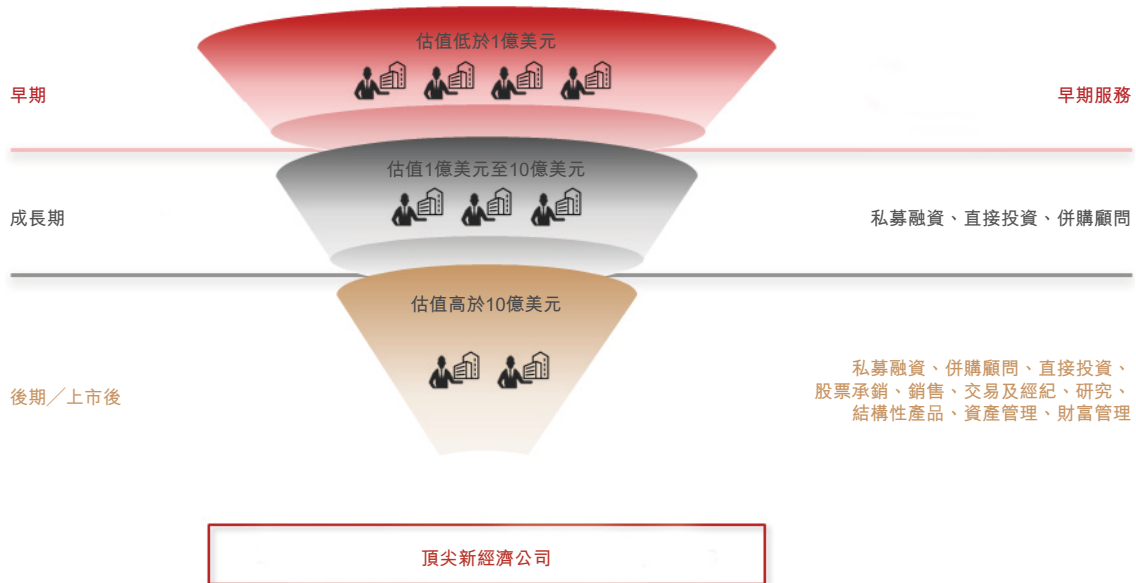 估值低於1億美元
早期
早期服務
估值1億美元至10億美元
成長期
私募融資、直接投資、併購顧問
估值高於10億美元
後期／上市後
私募融資、併購顧問、直接投資、
股票承銷、銷售、交易及經紀、研究、
結構性產品、資產管理、財富管理
頂尖新經濟公司